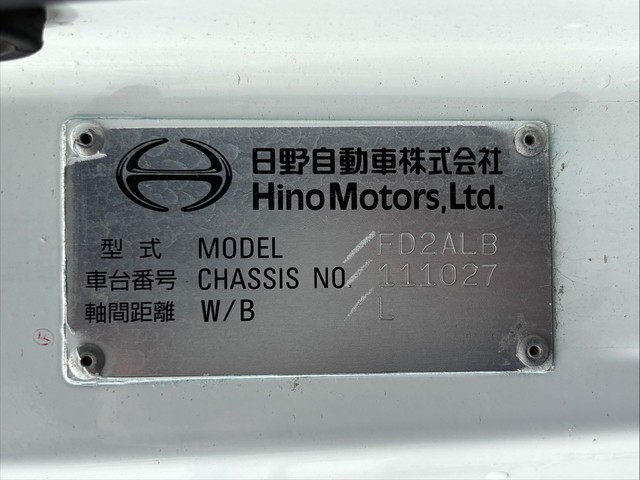 日野自動車株式会社
Hino Motors, Ltd.
型式 MODEL FD2ALB
車台番号 CHASSIS NO. 111027
軸間距離 W/B L